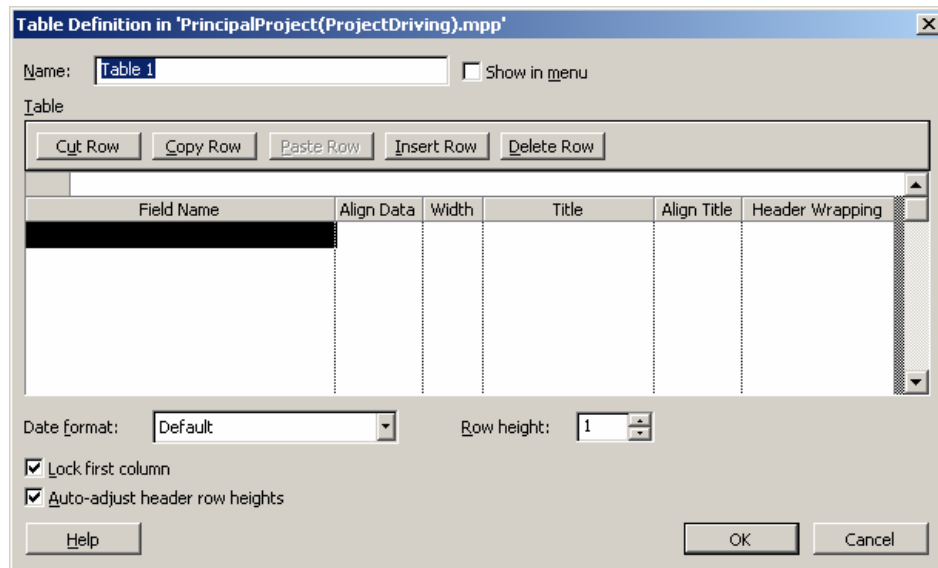 Table Definition in 'PrincipalProject(ProjectDriving).mpp'
Name: Table 1 Show in menu
Table
Cut Row Copy Row Paste Row Insert Row Delete Row
Field Name Align Data Width Title Align Title Header Wrapping
Date format: Default Row height: 1
Lock first column
Auto-adjust header row heights
Help OK Cancel